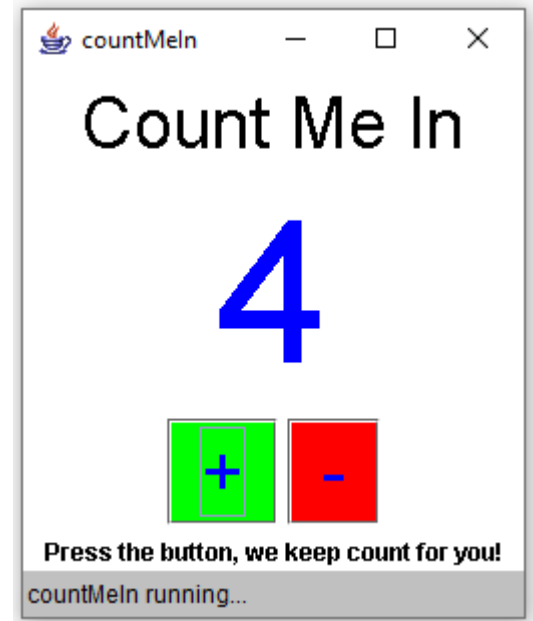 countMeIn
Count Me In
4
+ -
Press the button, we keep count for you!
countMeIn running...